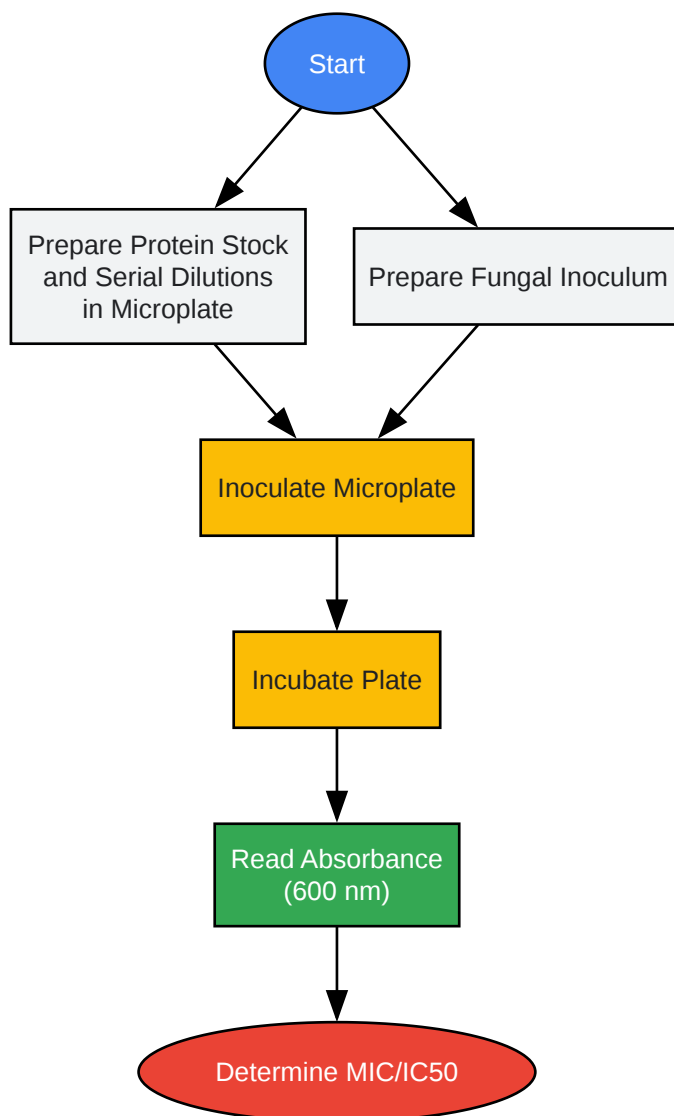 Start
Prepare Protein Stock
and Serial Dilutions
in Microplate
Prepare Fungal Inoculum
Inoculate Microplate
Incubate Plate
Read Absorbance
(600 nm)
Determine MIC/IC50